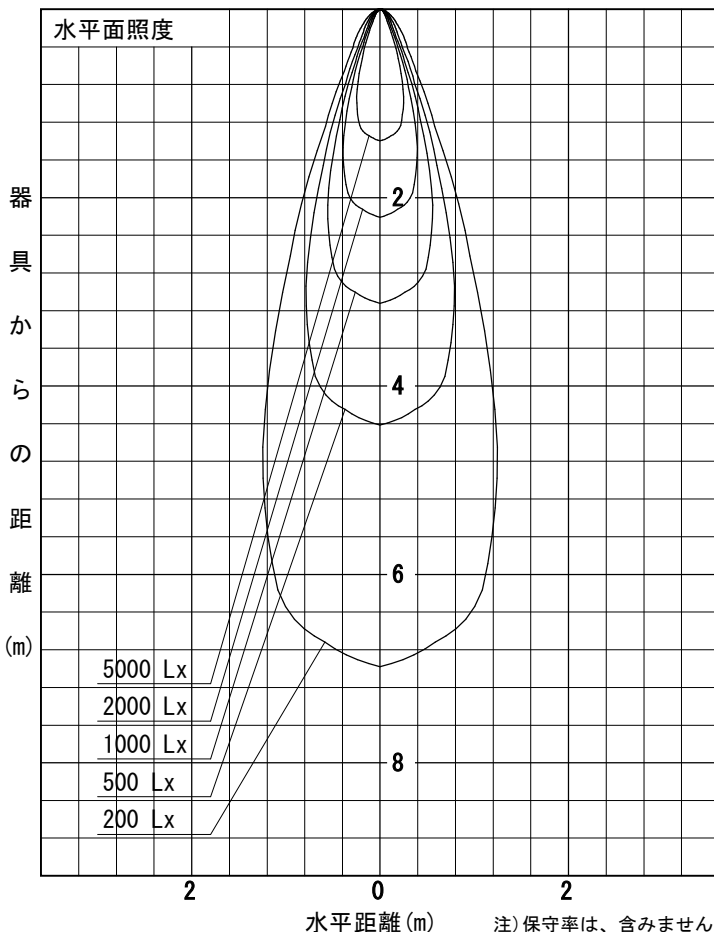 水平面照度
器具からの距離(m)
2
4
6
8
5000 Lx
2000 Lx
1000 Lx
500 Lx
200 Lx
2
0
2
水平距離(m)
注)保守率は、含みません